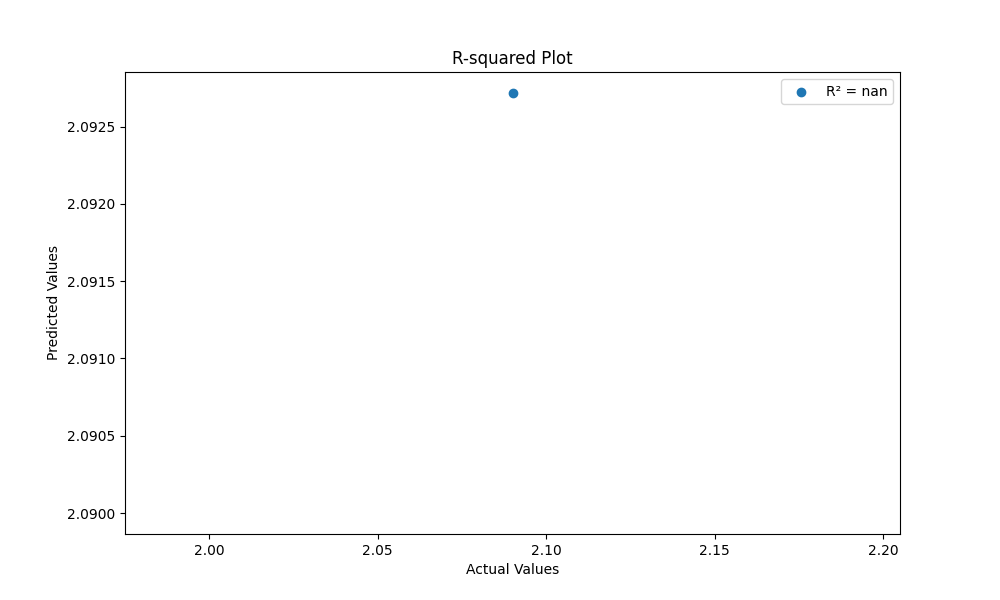 R-squared Plot
R² = nan
Predicted Values
2.0925
2.0920
2.0915
2.0910
2.0905
2.0900
2.00 2.05 2.10 2.15 2.20
Actual Values